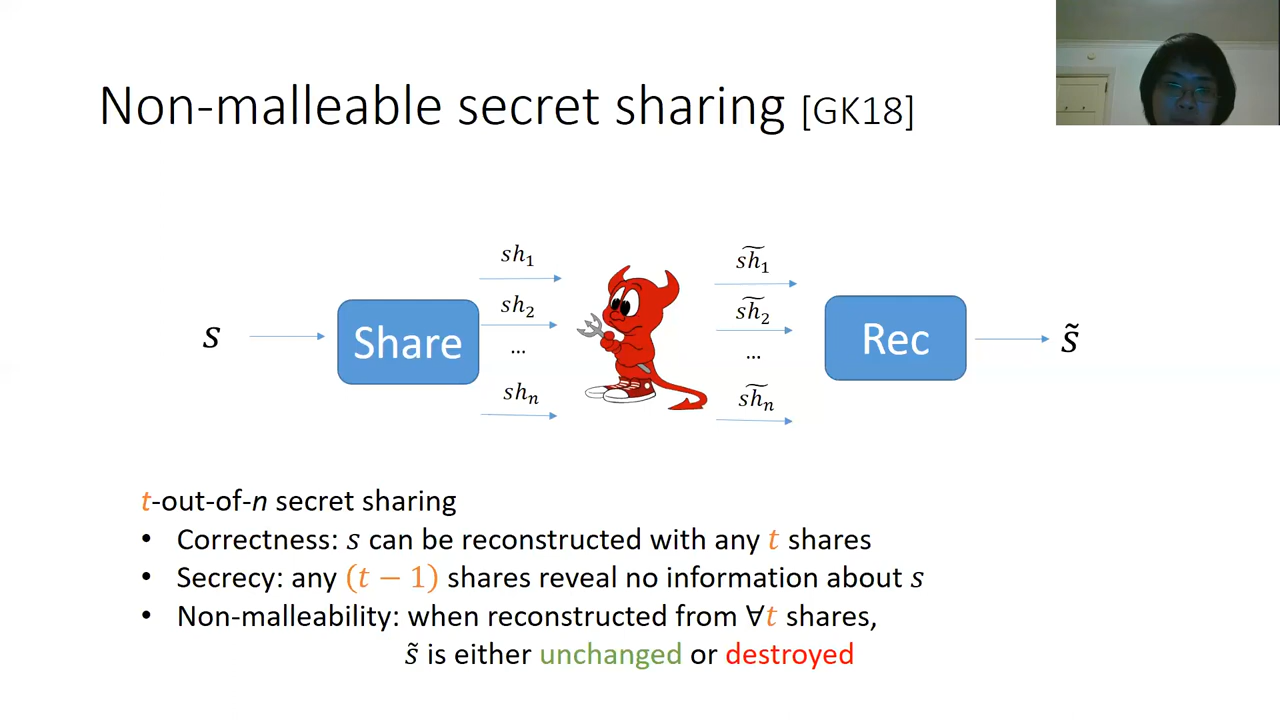 Non-malleable secret sharing [GK18]
s
Share
sh₁
sh₂
...
shₙ
s͂h₁
s͂h₂
...
s͂hₙ
Rec
s̃
t-out-of-n secret sharing
• Correctness: s can be reconstructed with any t shares
• Secrecy: any (t − 1) shares reveal no information about s
• Non-malleability: when reconstructed from ∀t shares,
s̃ is either unchanged or destroyed